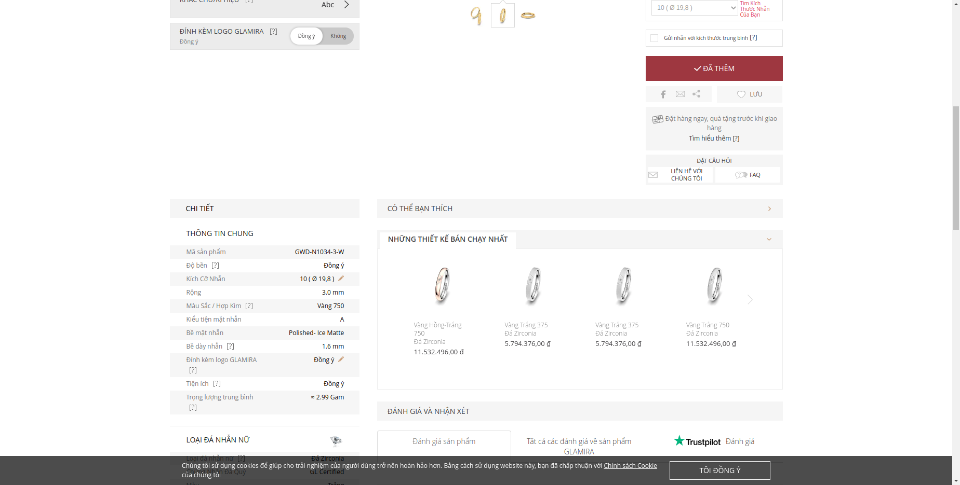 Abc
ĐÍNH KÈM LOGO GLAMIRA [?]
Đồng ý
Đồng ý
Không
10 ( Ø 19,8 )
Tìm Kích
Thước Nhẫn
Của Bạn
Gửi nhẫn với kích thước trung bình [?]
ĐÃ THÊM
LƯU
Đặt hàng ngay, quà tặng trước khi giao
hàng
Tìm hiểu thêm [?]
ĐẶT CÂU HỎI
LIÊN HỆ VỚI
CHÚNG TÔI
FAQ
CHI TIẾT
THÔNG TIN CHUNG
Mã sản phẩm GWD-N1034-3-W
Độ bền [?] Đồng ý
Kích Cỡ Nhẫn 10 ( Ø 19,8 )
Rộng 3.0 mm
Màu Sắc / Hợp Kim [?] Vàng 750
Kiểu tiện mặt nhẫn A
Bề mặt nhẫn Polished- Ice Matte
Bề dày nhẫn [?] 1,6 mm
Đính kèm logo GLAMIRA Đồng ý
[?]
Tiện ích [?] Đồng ý
Trọng lượng trung bình ≈ 2.99 Gam
[?]
LOẠI ĐÁ NHẪN NỮ
CÓ THỂ BẠN THÍCH
NHỮNG THIẾT KẾ BÁN CHẠY NHẤT
Vàng Hồng-Trắng
750
Đá Zirconia
11.532.496,00 ₫
Vàng Trắng 375
Đá Zirconia
5.794.376,00 ₫
Vàng Trắng 375
Đá Zirconia
5.794.376,00 ₫
Vàng Trắng 750
Đá Zirconia
11.532.496,00 ₫
ĐÁNH GIÁ VÀ NHẬN XÉT
Đánh giá sản phẩm
Tất cả các đánh giá về sản phẩm
GLAMIRA
Trustpilot Đánh giá
Chúng tôi sử dụng cookies để giúp cho trải nghiệm của người dùng trở nên hoàn hảo hơn. Bằng cách sử dụng website này, bạn đã chấp thuận với Chính sách Cookie
của chúng tôi.
TÔI ĐỒNG Ý